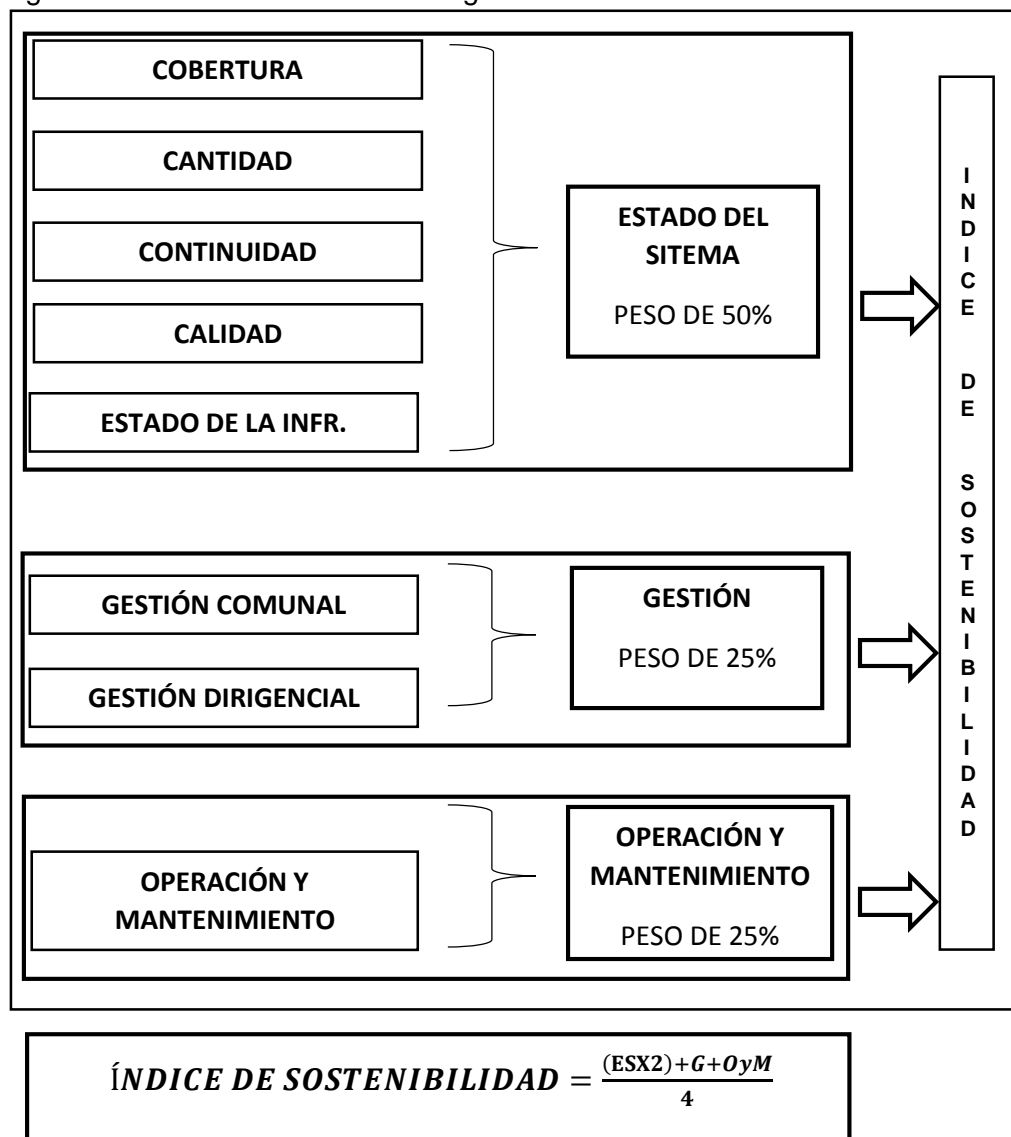 COBERTURA
CANTIDAD
CONTINUIDAD
CALIDAD
ESTADO DE LA INFR.
ESTADO DEL
SITEMA
PESO DE 50%
GESTIÓN COMUNAL
GESTIÓN DIRIGENCIAL
GESTIÓN
PESO DE 25%
OPERACIÓN Y
MANTENIMIENTO
OPERACIÓN Y
MANTENIMIENTO
PESO DE 25%
INDICE DE SOSTENIBILIDAD
ÍNDICE DE SOSTENIBILIDAD = (ESX2)+G+OyM / 4